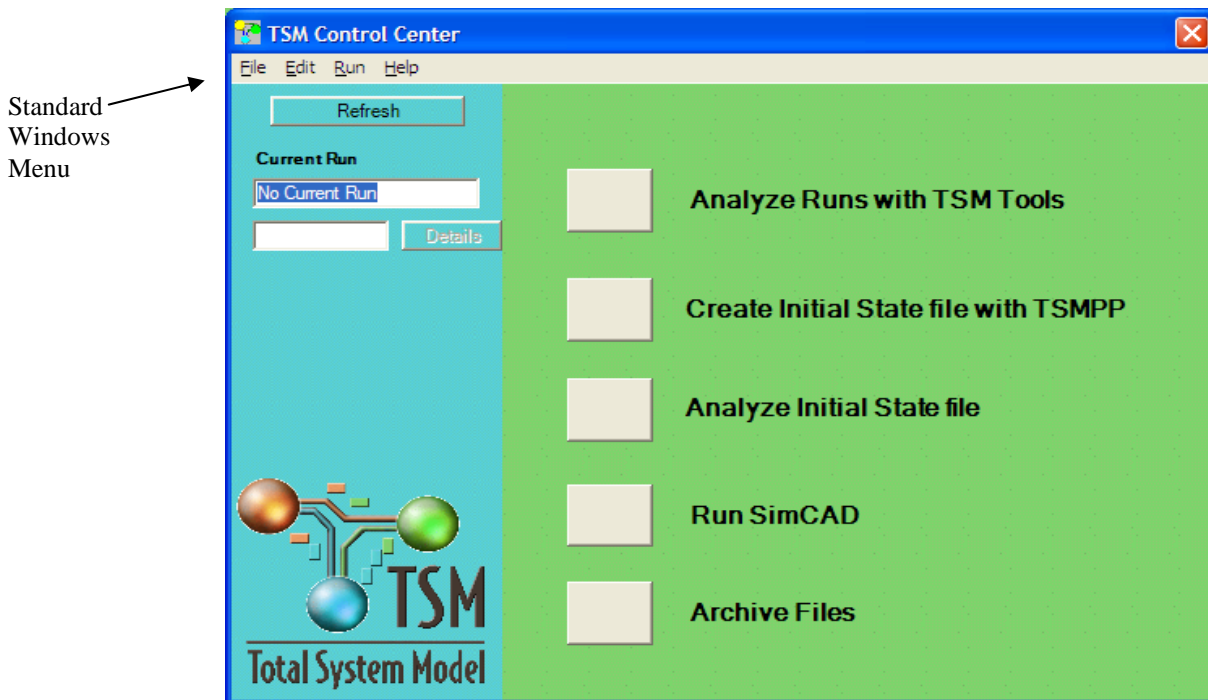 TSM Control Center
File Edit Run Help
Standard
Windows
Menu
Refresh
Current Run
No Current Run
Details
Analyze Runs with TSM Tools
Create Initial State file with TSMPP
Analyze Initial State file
Run SimCAD
Archive Files
TSM
Total System Model